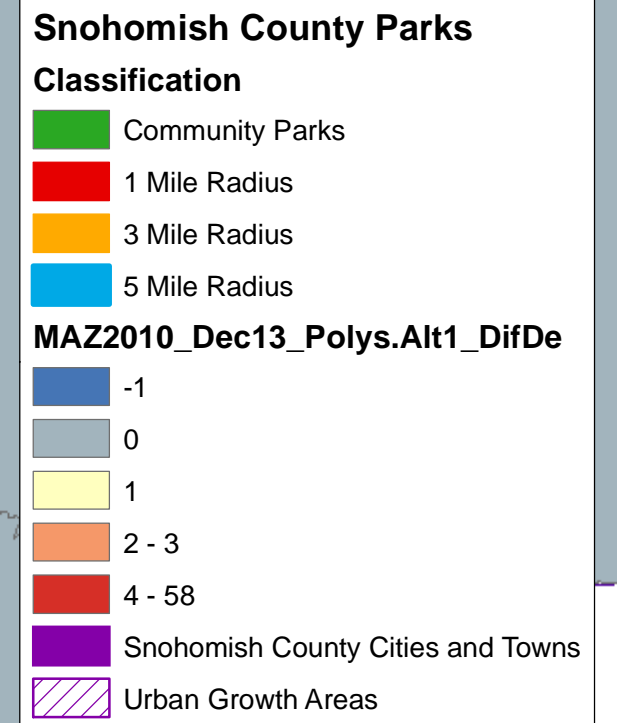 Snohomish County Parks
Classification
Community Parks
1 Mile Radius
3 Mile Radius
5 Mile Radius
MAZ2010_Dec13_Polys.Alt1_DifDe
-1
0
1
2 - 3
4 - 58
Snohomish County Cities and Towns
Urban Growth Areas